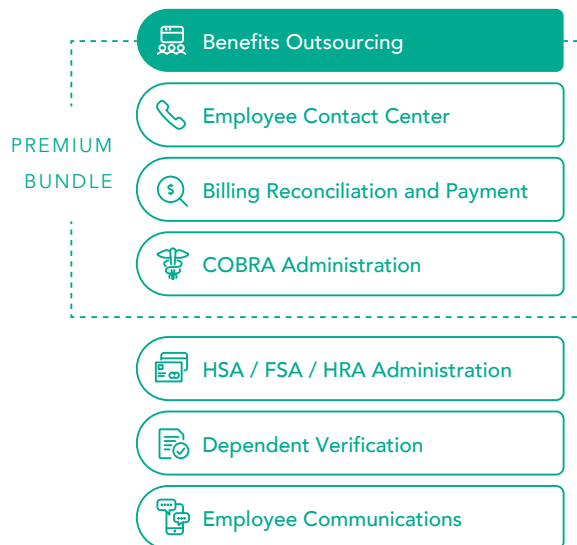 Benefits Outsourcing
Employee Contact Center
PREMIUM
BUNDLE
$
Billing Reconciliation and Payment
COBRA Administration
HSA / FSA / HRA Administration
Dependent Verification
Employee Communications